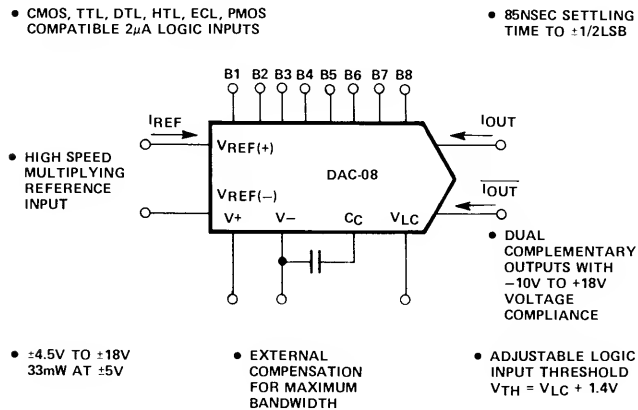 • CMOS, TTL, DTL, HTL, ECL, PMOS
COMPATIBLE 2μA LOGIC INPUTS
• 85NSEC SETTLING
TIME TO ±1/2LSB
B1 B2 B3 B4 B5 B6 B7 B8
IREF
IOUT
VREF(+)
• HIGH SPEED
MULTIPLYING
REFERENCE
INPUT
DAC-08
VREF(—)
I̅O̅U̅T̅
V+ V— CC VLC
• DUAL
COMPLEMENTARY
OUTPUTS WITH
—10V TO +18V
VOLTAGE
COMPLIANCE
• ±4.5V TO ±18V
33mW AT ±5V
• EXTERNAL
COMPENSATION
FOR MAXIMUM
BANDWIDTH
• ADJUSTABLE LOGIC
INPUT THRESHOLD
VTH = VLC + 1.4V